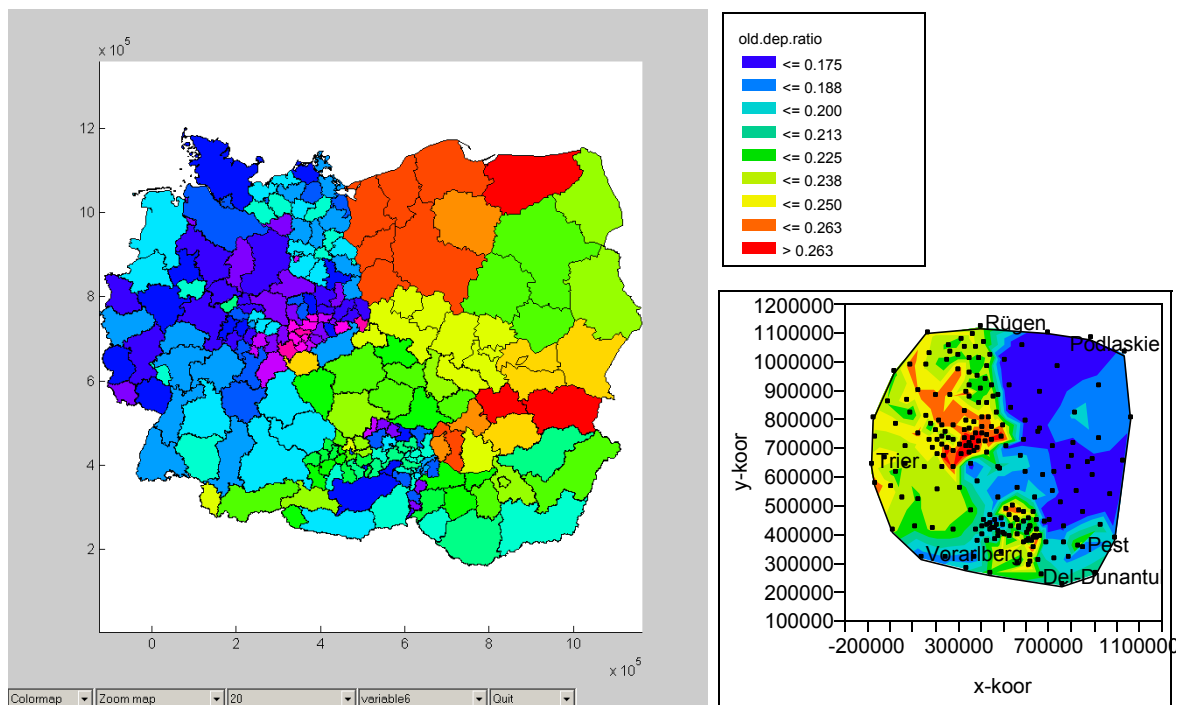 x 10^5
12
10
8
6
4
2
0 2 4 6 8 10
x 10^5
Colormap Zoom map 20 variable6 Quit
old.dep.ratio
<= 0.175
<= 0.188
<= 0.200
<= 0.213
<= 0.225
<= 0.238
<= 0.250
<= 0.263
> 0.263
y-koor
1200000
1100000
1000000
900000
800000
700000
600000
500000
400000
300000
200000
100000
Rügen
Podlaskie
Trier
Vorarlberg
Pest
Del-Dunantu
-200000 300000 700000 1100000
x-koor